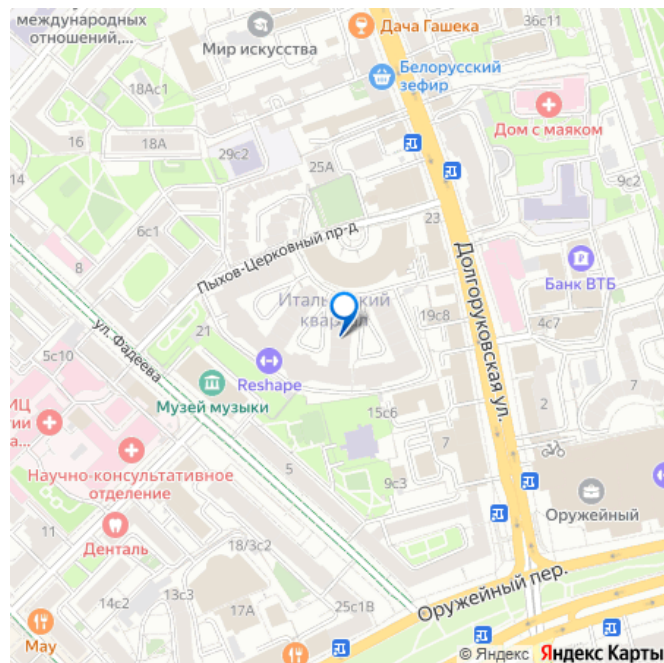 международных
отношений,...
Мир искусства
Дача Гашека
36с11
Белорусский
зефир
18Ас1
Дом с маяком
16
18А
29с2
25А
14
9с2
6с1
23
Пыхов-Церковный пр-д
8
Банк ВТБ
Долгоруковская ул.
Итальянский
квартал
19с8
4с7
ул. Фадеева
21
5с10
Reshape
7
Музей музыки
15с6
2
7
5
Научно-консультативное
отделение
9с3
Оружейный
11
Денталь
18/3с2
14с2
13с3
17А
25с1В
Оружейный пер.
Мау
© Яндекс Яндекс Карты